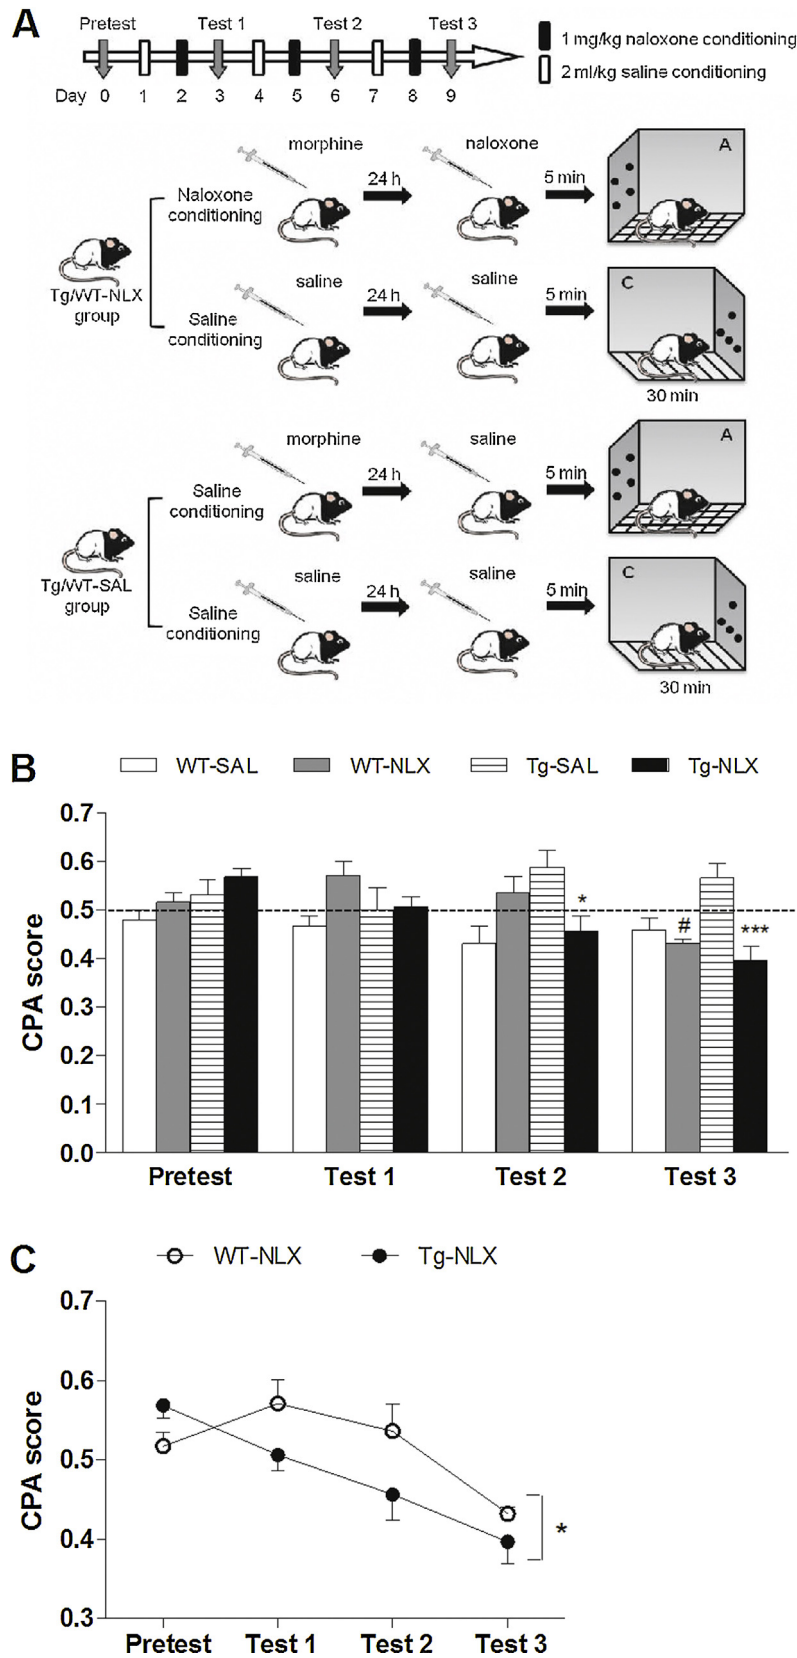 A
Pretest Test 1 Test 2 Test 3
1 mg/kg naloxone conditioning
2 ml/kg saline conditioning
Day 0 1 2 3 4 5 6 7 8 9
morphine naloxone
A
24 h 5 min
Naloxone
conditioning
Tg/WT-NLX
group
saline saline
C
24 h 5 min
Saline
conditioning
30 min
morphine saline
A
24 h 5 min
Saline
conditioning
Tg/WT-SAL
group
saline saline
C
24 h 5 min
Saline
conditioning
30 min
B
WT-SAL WT-NLX Tg-SAL Tg-NLX
CPA score
0.7
0.6
0.5
0.4
0.3
0.2
0.1
0.0
*
#
***
Pretest Test 1 Test 2 Test 3
C
WT-NLX Tg-NLX
CPA score
0.7
0.6
0.5
0.4
0.3
*
Pretest Test 1 Test 2 Test 3